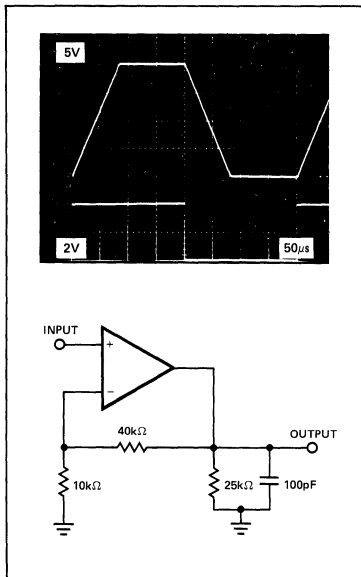 5V
2V 50µs
INPUT
+
−
40kΩ
OUTPUT
10kΩ
25kΩ 100pF